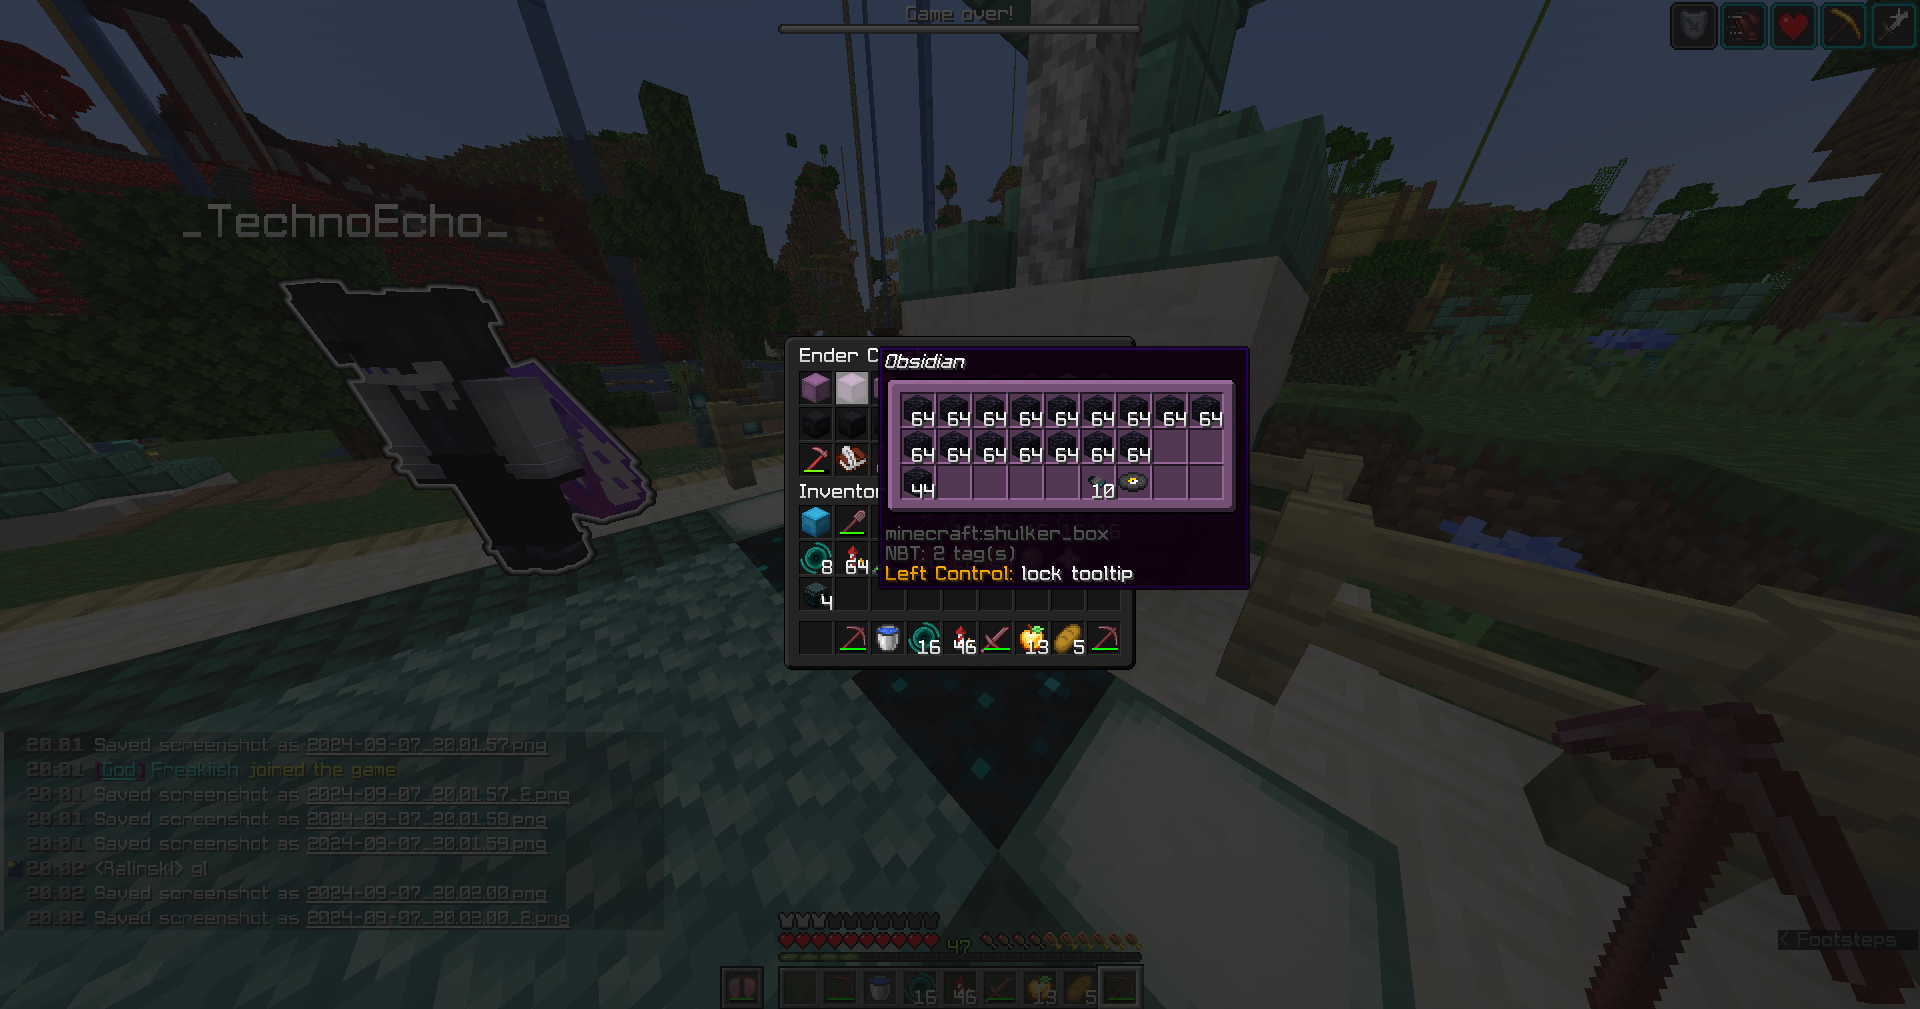 Game over!
_TechnoEcho_
Ender C
Obsidian
64 64 64 64 64 64 64 64 64
64 64 64 64 64 64 64
44 10
Inventor
minecraft:shulker_box
NBT: 2 tag(s)
Left Control: lock tooltip
8 64
4
16 46 13 5
20:01 Saved screenshot as 2024-09-07_20.01.57.png
20:01 [God] Freakiish joined the game
20:01 Saved screenshot as 2024-09-07_20.01.57_2.png
20:01 Saved screenshot as 2024-09-07_20.01.58.png
20:01 Saved screenshot as 2024-09-07_20.01.59.png
20:02 <Ralinski> gl
20:02 Saved screenshot as 2024-09-07_20.02.00.png
20:02 Saved screenshot as 2024-09-07_20.02.00_2.png
47
< Footsteps
16 46 13 5